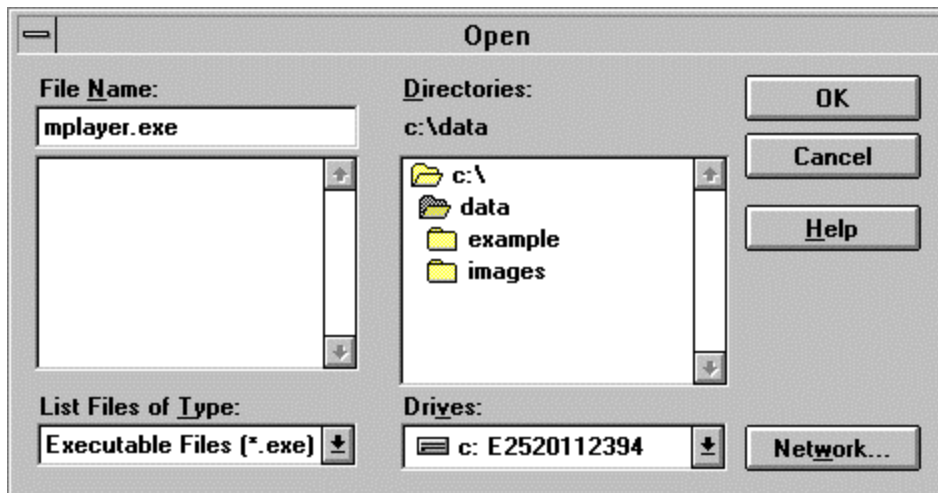 Open
File Name:
mplayer.exe
List Files of Type:
Executable Files (*.exe)
Directories:
c:\data
c:\
data
example
images
Drives:
c: E2520112394
OK
Cancel
Help
Network...